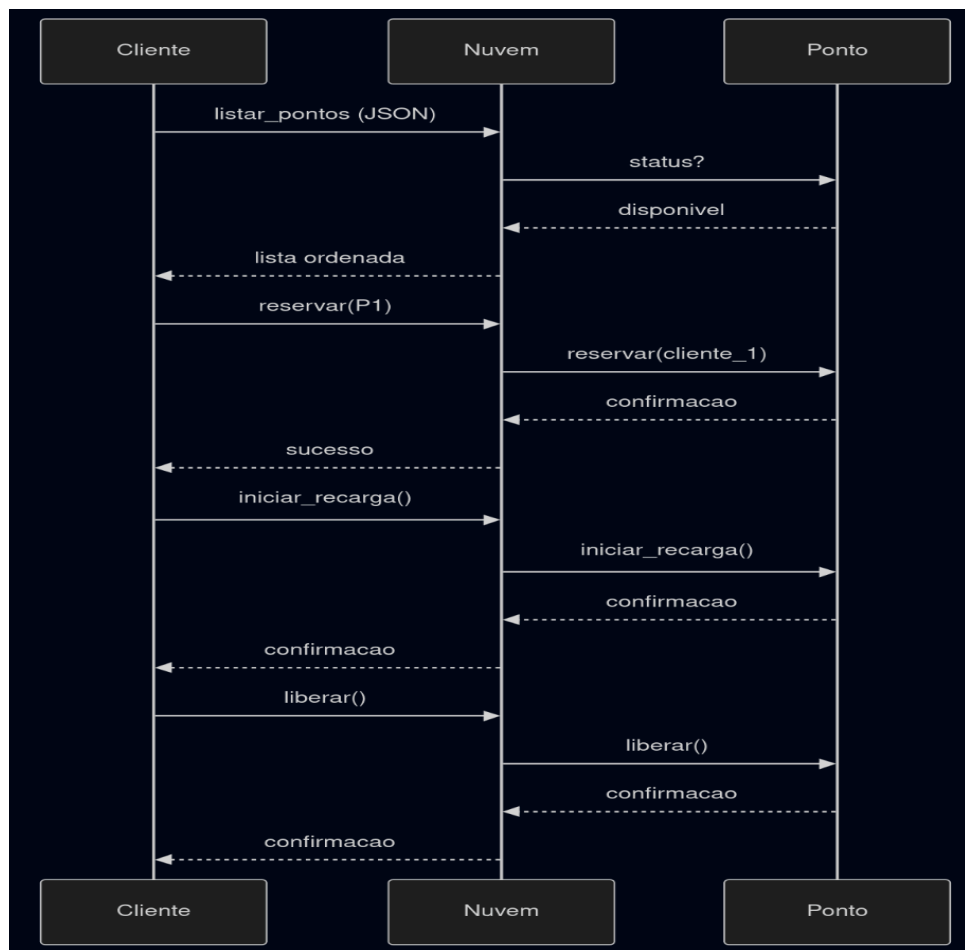 Cliente Nuvem Ponto
listar_pontos (JSON)
status?
disponivel
lista ordenada
reservar(P1)
reservar(cliente_1)
confirmacao
sucesso
iniciar_recarga()
iniciar_recarga()
confirmacao
confirmacao
liberar()
liberar()
confirmacao
confirmacao
Cliente Nuvem Ponto